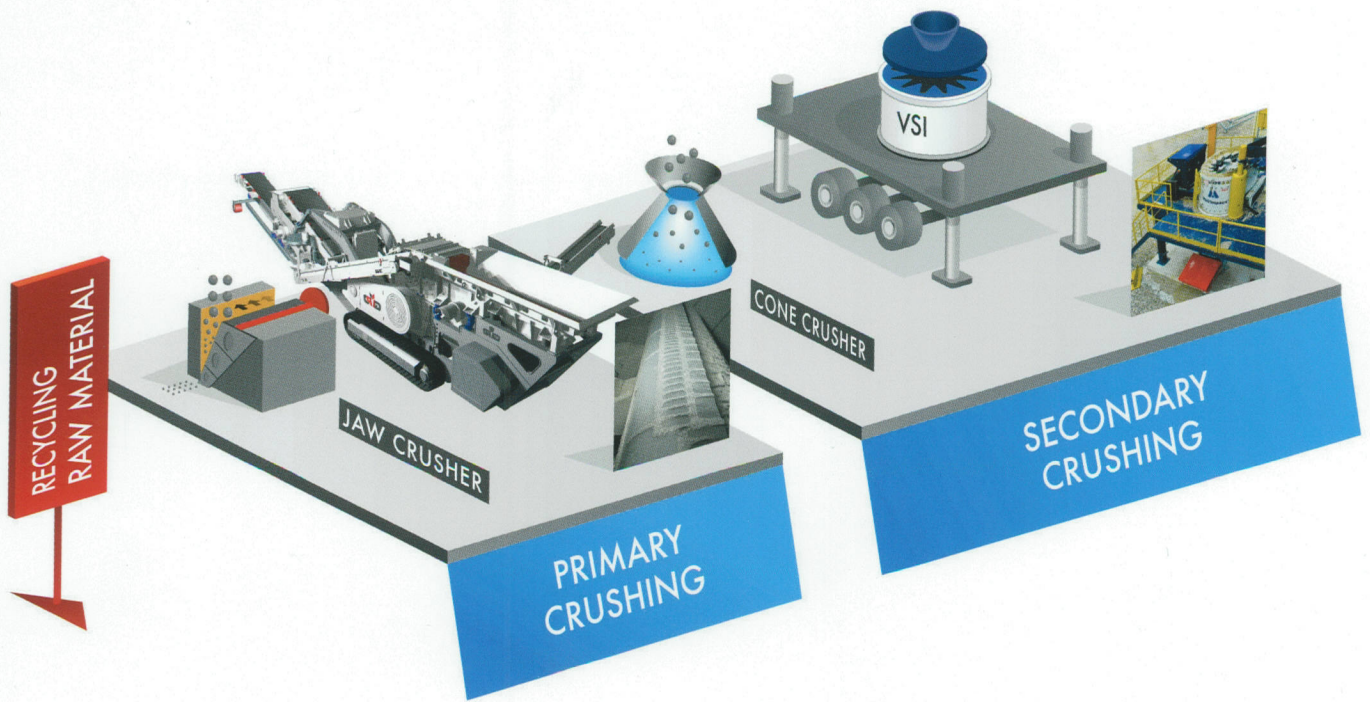 RECYCLING
RAW MATERIAL
JAW CRUSHER
PRIMARY
CRUSHING
VSI
CONE CRUSHER
SECONDARY
CRUSHING